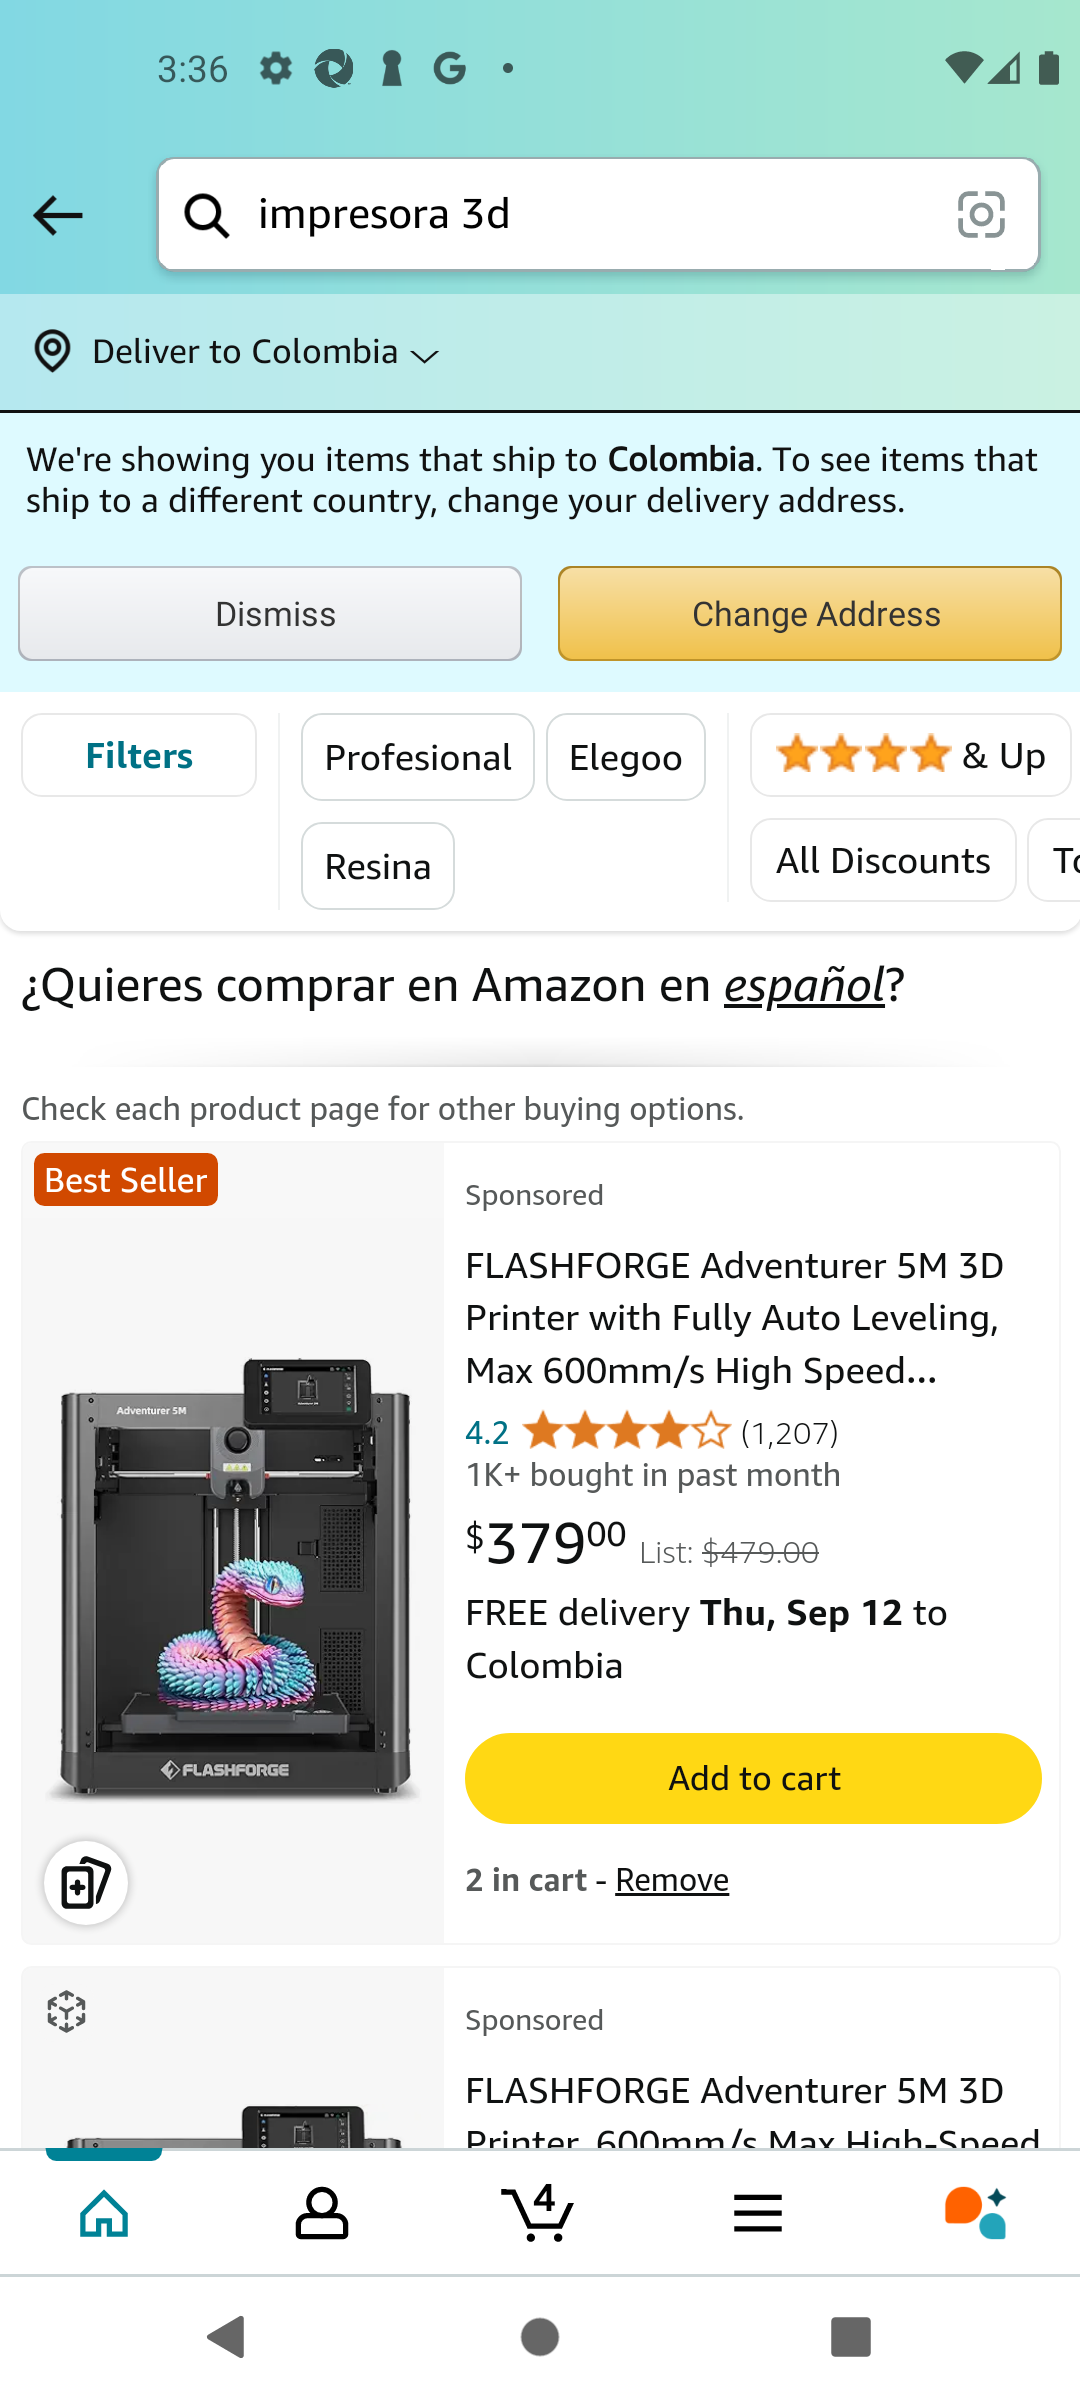 3:36
impresora 3d
Deliver to Colombia
We're showing you items that ship to Colombia. To see items that
ship to a different country, change your delivery address.
Dismiss
Change Address
Filters
Profesional
Elegoo
& Up
Resina
All Discounts
¿Quieres comprar en Amazon en español?
Check each product page for other buying options.
Best Seller
Adventurer 5M
FLASHFORGE
Sponsored
FLASHFORGE Adventurer 5M 3D
Printer with Fully Auto Leveling,
Max 600mm/s High Speed...
4.2 (1,207)
1K+ bought in past month
$37900 List: $479.00
FREE delivery Thu, Sep 12 to
Colombia
Add to cart
2 in cart - Remove
Sponsored
FLASHFORGE Adventurer 5M 3D
Printer, 600mm/s Max High-Speed
4